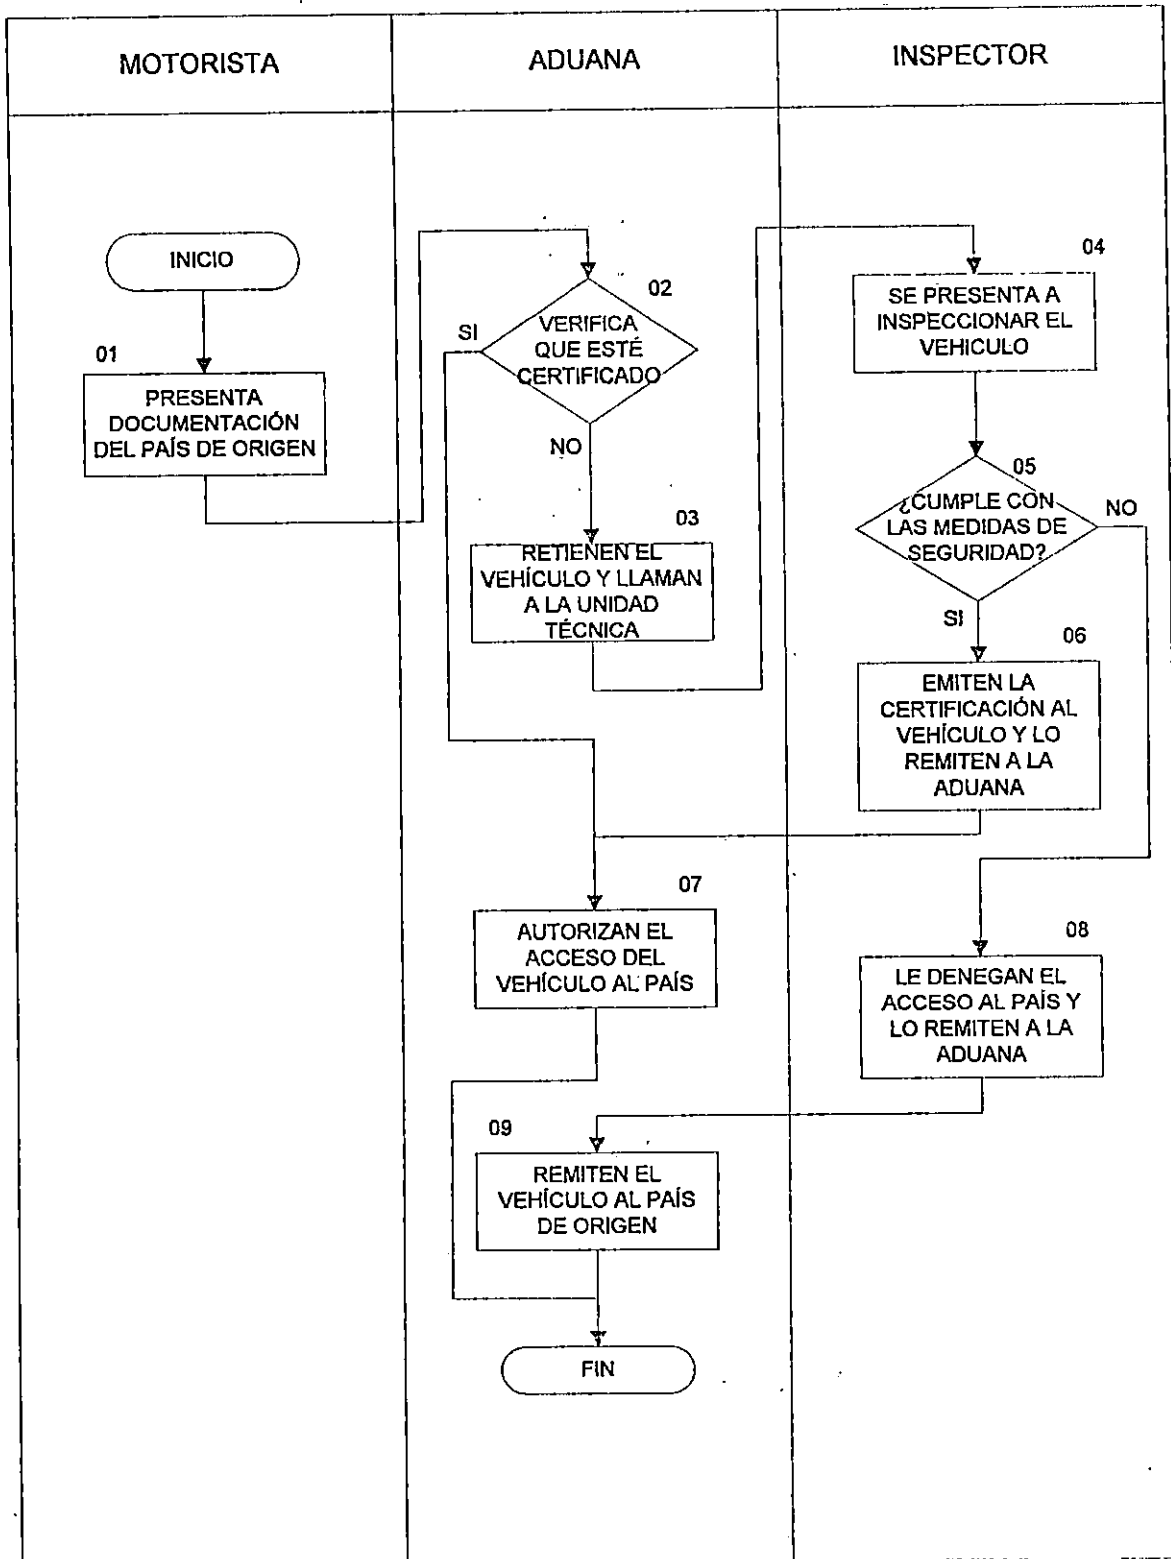 MOTORISTA
ADUANA
INSPECTOR
INICIO
01
PRESENTA
DOCUMENTACIÓN
DEL PAÍS DE ORIGEN
02
VERIFICA
QUE ESTÉ
CERTIFICADO
SI
NO
03
RETIENEN EL
VEHÍCULO Y LLAMAN
A LA UNIDAD
TÉCNICA
04
SE PRESENTA A
INSPECCIONAR EL
VEHICULO
05
¿CUMPLE CON
LAS MEDIDAS DE
SEGURIDAD?
NO
SI
06
EMITEN LA
CERTIFICACIÓN AL
VEHÍCULO Y LO
REMITEN A LA
ADUANA
07
AUTORIZAN EL
ACCESO DEL
VEHÍCULO AL PAÍS
08
LE DENEGAN EL
ACCESO AL PAÍS Y
LO REMITEN A LA
ADUANA
09
REMITEN EL
VEHÍCULO AL PAÍS
DE ORIGEN
FIN